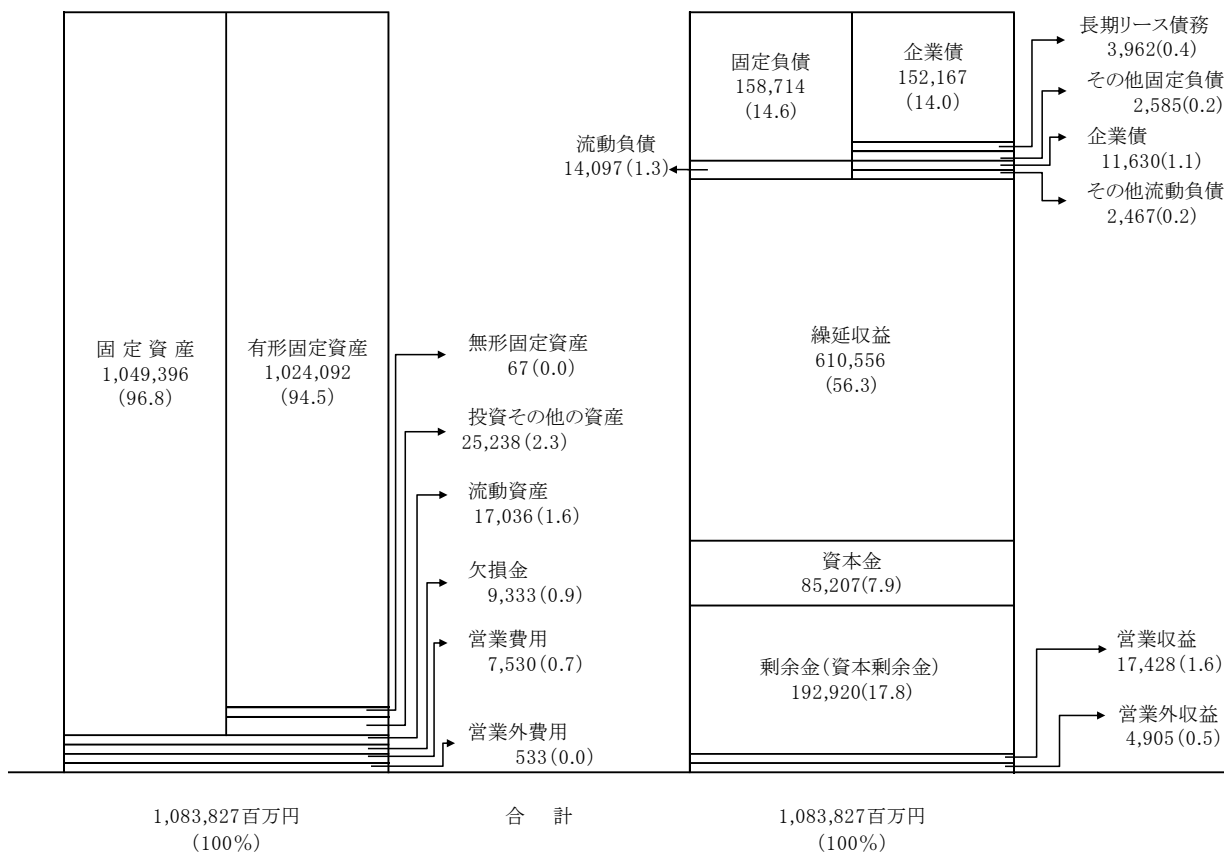 固定資産
1,049,396
(96.8)
有形固定資産
1,024,092
(94.5)
無形固定資産
67(0.0)
投資その他の資産
25,238(2.3)
流動資産
17,036(1.6)
欠損金
9,333(0.9)
営業費用
7,530(0.7)
営業外費用
533(0.0)
固定負債
158,714
(14.6)
企業債
152,167
(14.0)
流動負債
14,097(1.3)
長期リース債務
3,962(0.4)
その他固定負債
2,585(0.2)
企業債
11,630(1.1)
その他流動負債
2,467(0.2)
繰延収益
610,556
(56.3)
資本金
85,207(7.9)
剰余金(資本剰余金)
192,920(17.8)
営業収益
17,428(1.6)
営業外収益
4,905(0.5)
1,083,827百万円
(100%)
合計
1,083,827百万円
(100%)